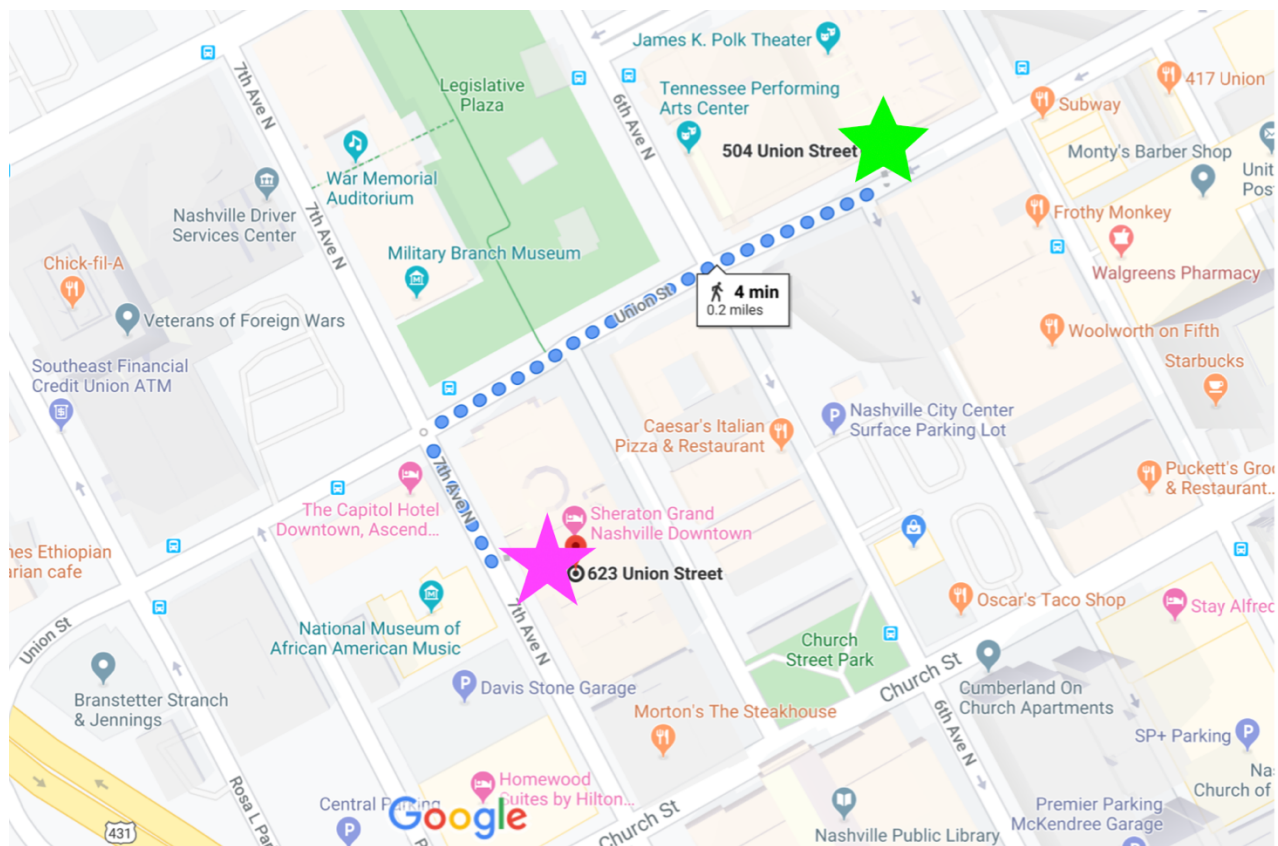 James K. Polk Theater
417 Union
7th Ave N
Legislative
Plaza
Tennessee Performing
Arts Center
Subway
6th Ave N
504 Union Street
Monty's Barber Shop
War Memorial
Auditorium
7th Ave N
Nashville Driver
Services Center
Frothy Monkey
Military Branch Museum
Chick-fil-A
Walgreens Pharmacy
Union St
4 min
0.2 miles
Veterans of Foreign Wars
Woolworth on Fifth
Southeast Financial
Credit Union ATM
Starbucks
Nashville City Center
Surface Parking Lot
Caesar's Italian
Pizza & Restaurant
7th Ave N
Puckett's Gro
& Restaurant...
The Capitol Hotel
Downtown, Ascend...
Sheraton Grand
Nashville Downtown
nes Ethiopian
arian cafe
623 Union Street
Oscar's Taco Shop
Stay Alfred
7th Ave N
Union St
National Museum of
African American Music
Church
Street Park
Church St
Davis Stone Garage
Cumberland On
Church Apartments
Branstetter Stranch
& Jennings
Morton's The Steakhouse
6th Ave N
SP+ Parking
Homewood
Suites by Hilton...
Rosa L Par
Central Parking
Google
Church St
Church of
Premier Parking
McKendree Garage
431
Nashville Public Library